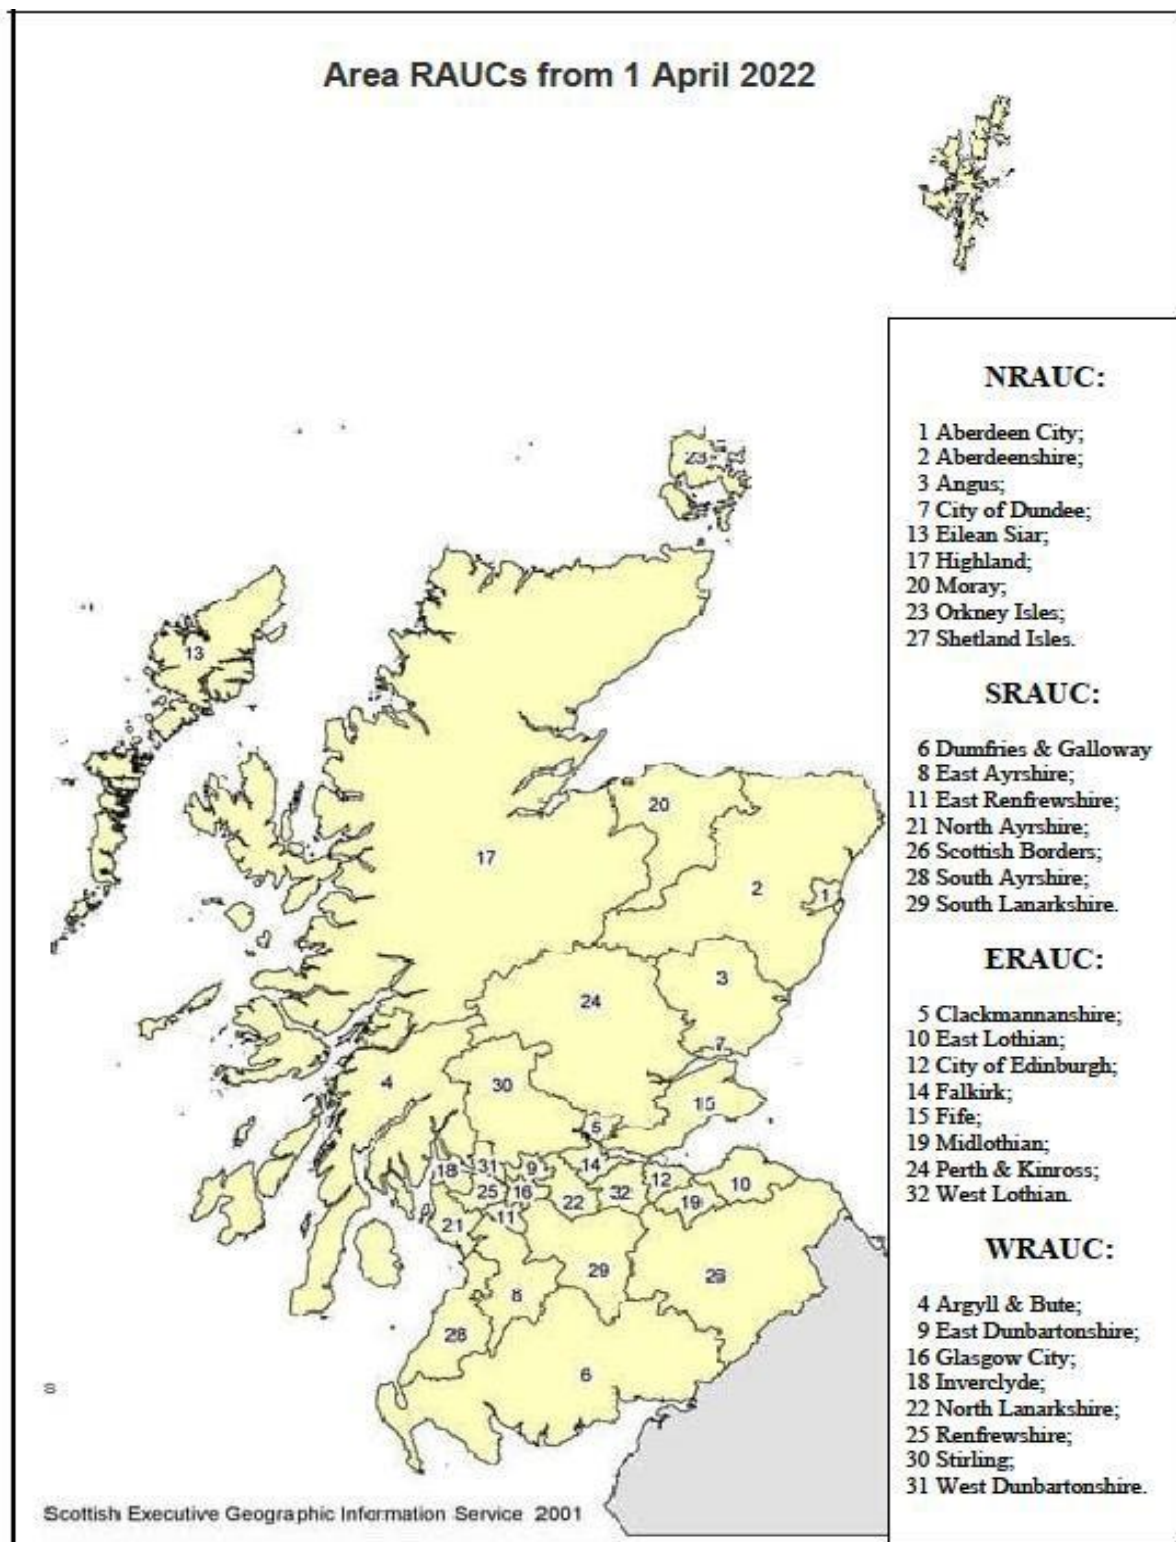 Area RAUCs from 1 April 2022
NRAUC:
1 Aberdeen City;
2 Aberdeenshire;
3 Angus;
7 City of Dundee;
13 Eilean Siar;
17 Highland;
20 Moray;
23 Orkney Isles;
27 Shetland Isles.
SRAUC:
6 Dumfries & Galloway
8 East Ayrshire;
11 East Renfrewshire;
21 North Ayrshire;
26 Scottish Borders;
28 South Ayrshire;
29 South Lanarkshire.
ERAUC:
5 Clackmannanshire;
10 East Lothian;
12 City of Edinburgh;
14 Falkirk;
15 Fife;
19 Midlothian;
24 Perth & Kinross;
32 West Lothian.
WRAUC:
4 Argyll & Bute;
9 East Dunbartonshire;
16 Glasgow City;
18 Inverclyde;
22 North Lanarkshire;
25 Renfrewshire;
30 Stirling;
31 West Dunbartonshire.
23
13
20
17
2
1
3
24
7
4
30
15
5
18
31
9
14
12
10
25
16
22
32
19
21
11
29
26
8
28
6
Scottish Executive Geographic Information Service 2001